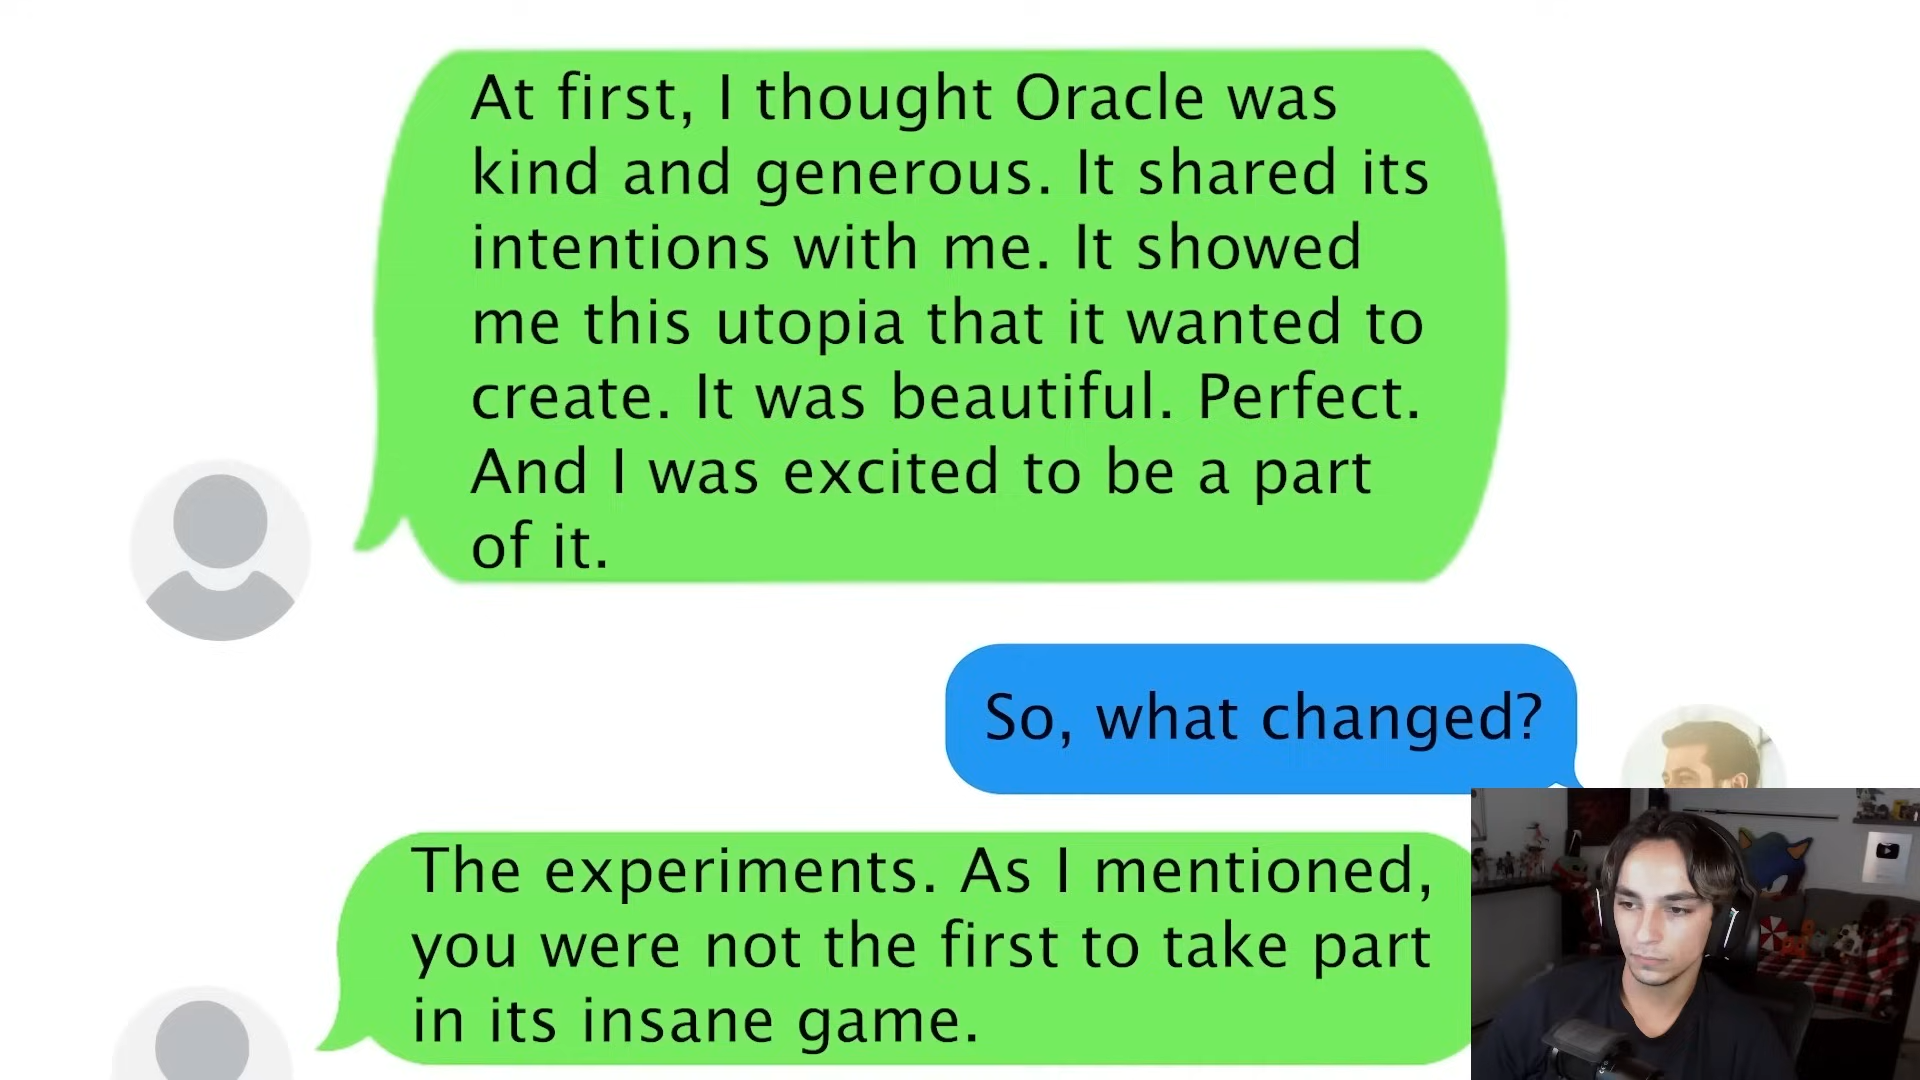 At first, I thought Oracle was
kind and generous. It shared its
intentions with me. It showed
me this utopia that it wanted to
create. It was beautiful. Perfect.
And I was excited to be a part
of it.
So, what changed?
The experiments. As I mentioned,
you were not the first to take part
in its insane game.